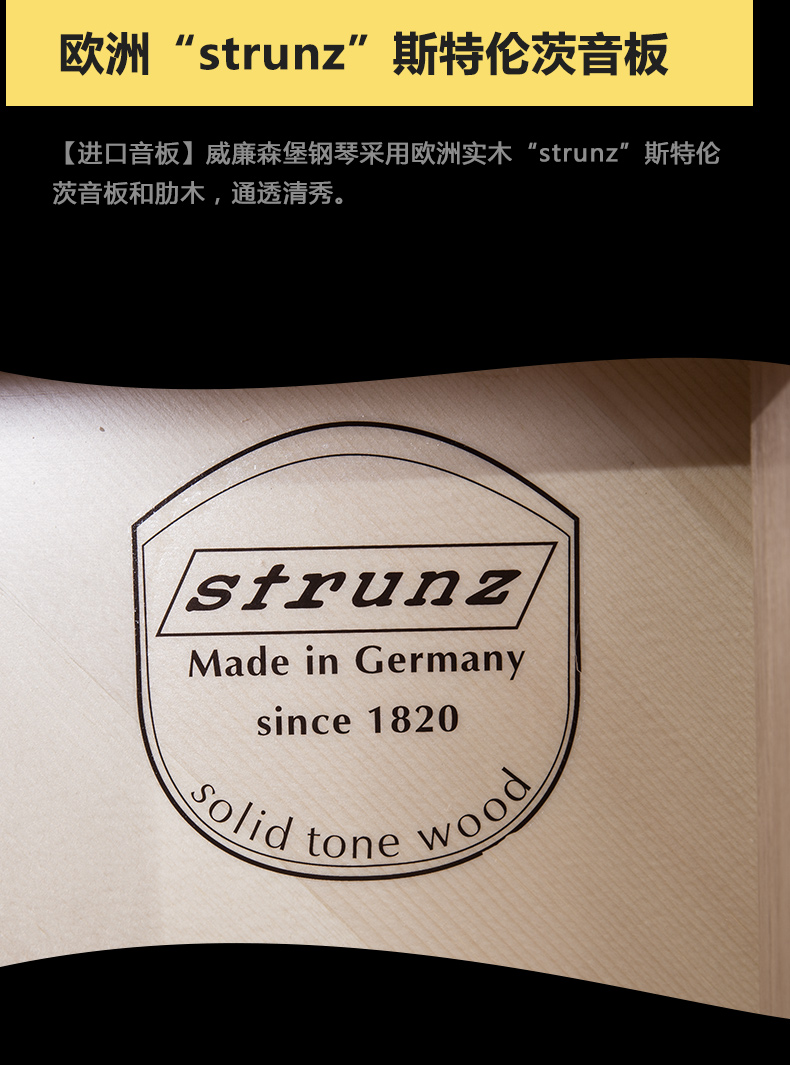 欧洲“strunz”斯特伦茨音板
【进口音板】威廉森堡钢琴采用欧洲实木“strunz”斯特伦
茨音板和肋木，通透清秀。
strunz
Made in Germany
since 1820
solid tone wood